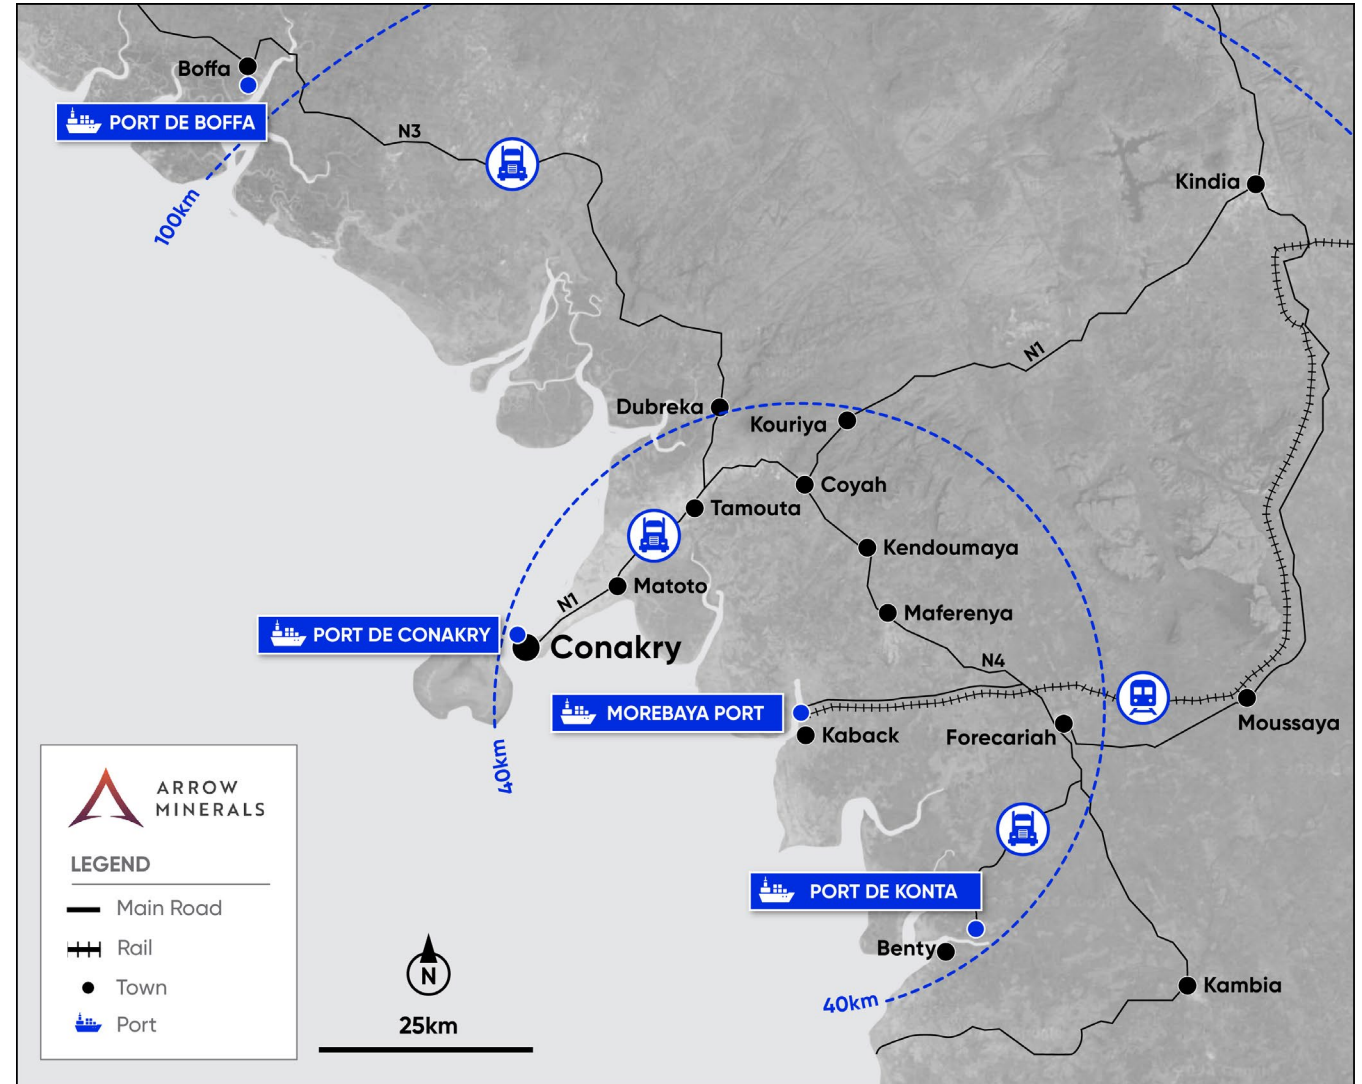 Boffa
PORT DE BOFFA
N3
100km
Kindia
N1
Dubreka
Kouriya
Coyah
Tamouta
Kendoumaya
Matoto
N1
Maferenya
PORT DE CONAKRY
Conakry
N4
MOREBAYA PORT
Kaback
Forecariah
Moussaya
40km
PORT DE KONTA
Benty
Kambia
40km
ARROW
MINERALS
LEGEND
Main Road
Rail
Town
Port
N
25km